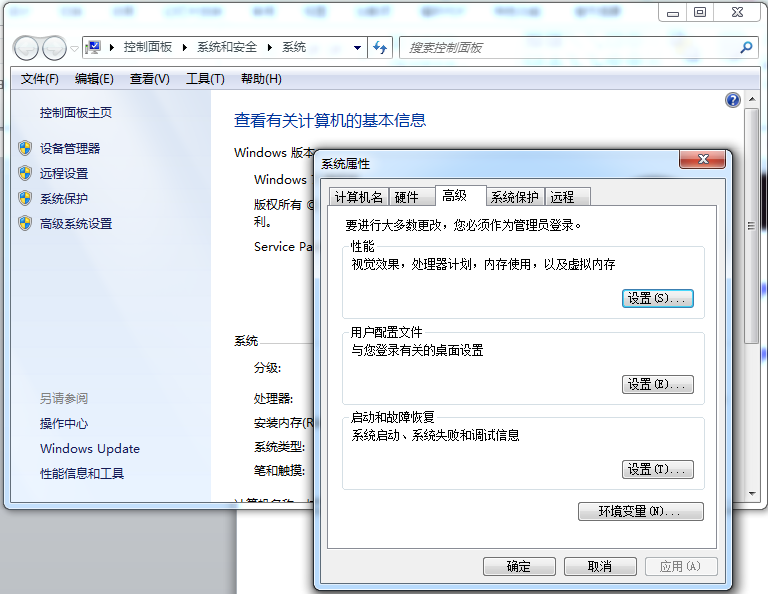 控制面板 ▸ 系统和安全 ▸ 系统
搜索控制面板
文件(F) 编辑(E) 查看(V) 工具(T) 帮助(H)
控制面板主页
设备管理器
远程设置
系统保护
高级系统设置
另请参阅
操作中心
Windows Update
性能信息和工具
查看有关计算机的基本信息
Windows 版本
Windows
版权所有 ©
利。
Service Pa
系统
分级:
处理器:
安装内存(R
系统类型:
笔和触摸:
系统属性
计算机名 硬件 高级 系统保护 远程
要进行大多数更改，您必须作为管理员登录。
性能
视觉效果，处理器计划，内存使用，以及虚拟内存
设置(S)...
用户配置文件
与您登录有关的桌面设置
设置(E)...
启动和故障恢复
系统启动、系统失败和调试信息
设置(T)...
环境变量(N)...
确定 取消 应用(A)